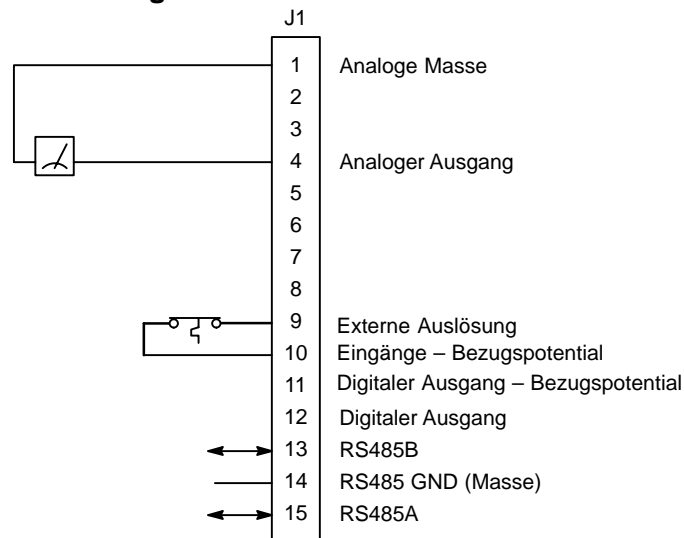 J1
1 Analoge Masse
2
3
4 Analoger Ausgang
5
6
7
8
9 Externe Auslösung
10 Eingänge – Bezugspotential
11 Digitaler Ausgang – Bezugspotential
12 Digitaler Ausgang
13 RS485B
14 RS485 GND (Masse)
15 RS485A